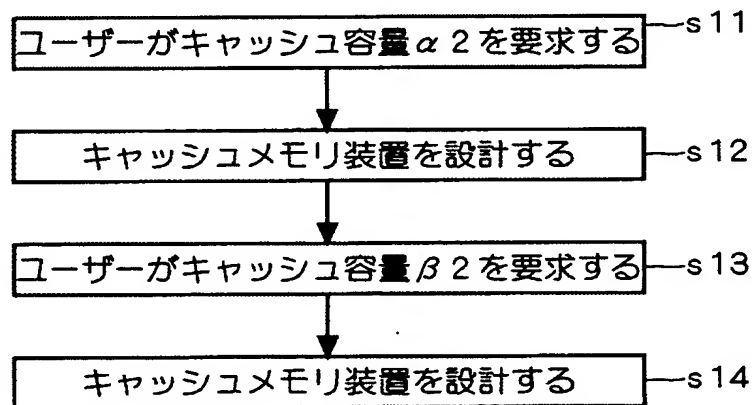 ユーザーがキャッシュ容量α2を要求する s11
キャッシュメモリ装置を設計する s12
ユーザーがキャッシュ容量β2を要求する s13
キャッシュメモリ装置を設計する s14